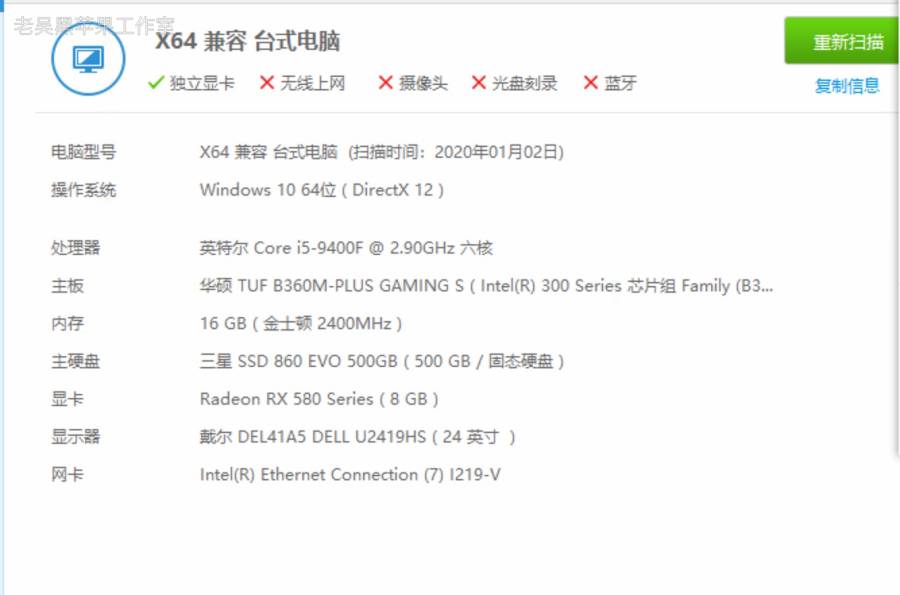 老吴黑苹果工作室
X64 兼容 台式电脑
重新扫描
独立显卡 无线上网 摄像头 光盘刻录 蓝牙
复制信息
电脑型号 X64 兼容 台式电脑 (扫描时间：2020年01月02日)
操作系统 Windows 10 64位 ( DirectX 12 )
处理器 英特尔 Core i5-9400F @ 2.90GHz 六核
主板 华硕 TUF B360M-PLUS GAMING S ( Intel(R) 300 Series 芯片组 Family (B3...
内存 16 GB ( 金士顿 2400MHz )
主硬盘 三星 SSD 860 EVO 500GB ( 500 GB / 固态硬盘 )
显卡 Radeon RX 580 Series ( 8 GB )
显示器 戴尔 DEL41A5 DELL U2419HS ( 24 英寸 )
网卡 Intel(R) Ethernet Connection (7) I219-V